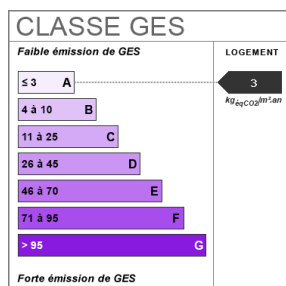 CLASSE GES
Faible émission de GES
LOGEMENT
≤ 3 A
3
kgéqCO2/m².an
4 à 10 B
11 à 25 C
26 à 45 D
46 à 70 E
71 à 95 F
> 95 G
Forte émission de GES